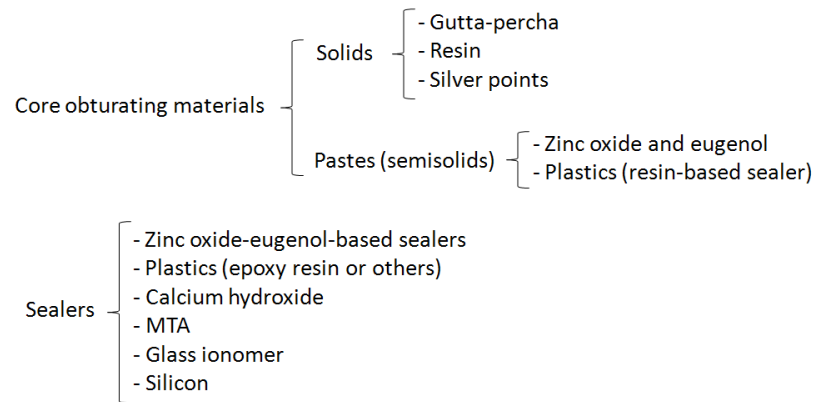 Core obturating materials
Solids
- Gutta-percha
- Resin
- Silver points
Pastes (semisolids)
- Zinc oxide and eugenol
- Plastics (resin-based sealer)
Sealers
- Zinc oxide-eugenol-based sealers
- Plastics (epoxy resin or others)
- Calcium hydroxide
- MTA
- Glass ionomer
- Silicon